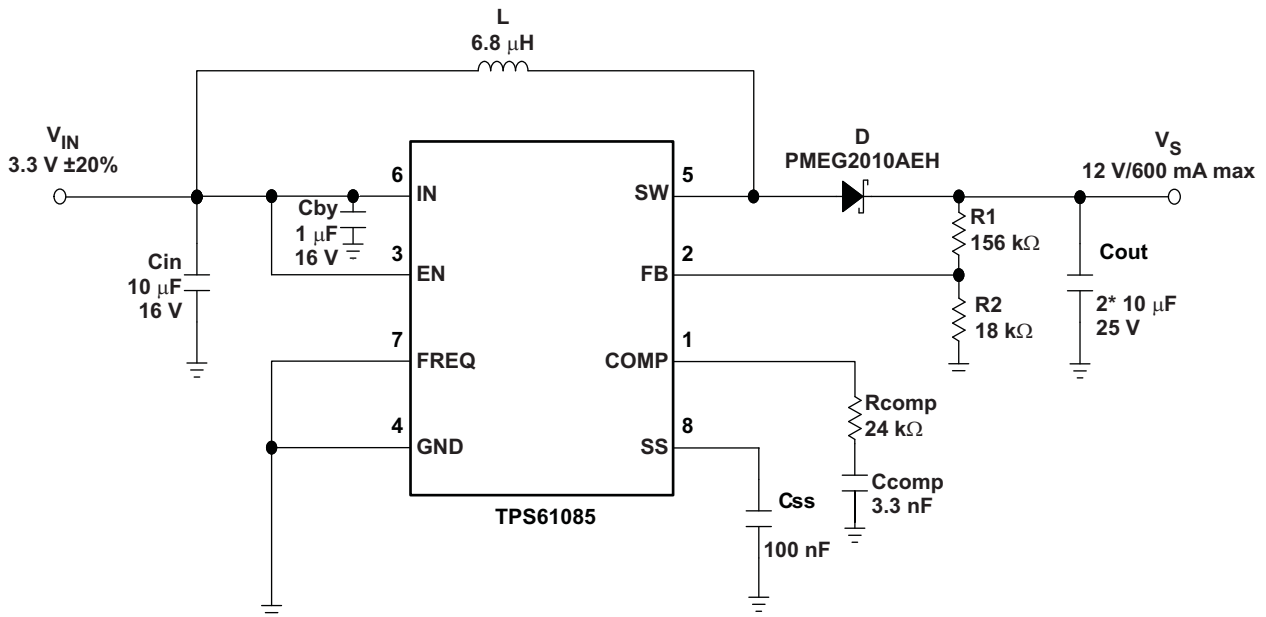 L
6.8 μH
V_IN
3.3 V ±20%
D
PMEG2010AEH
V_S
12 V/600 mA max
6
IN
SW
5
Cby
1 μF
16 V
R1
156 kΩ
Cin
10 μF
16 V
3
EN
FB
2
Cout
2* 10 μF
25 V
R2
18 kΩ
7
FREQ
COMP
1
Rcomp
24 kΩ
4
GND
SS
8
Ccomp
3.3 nF
Css
100 nF
TPS61085